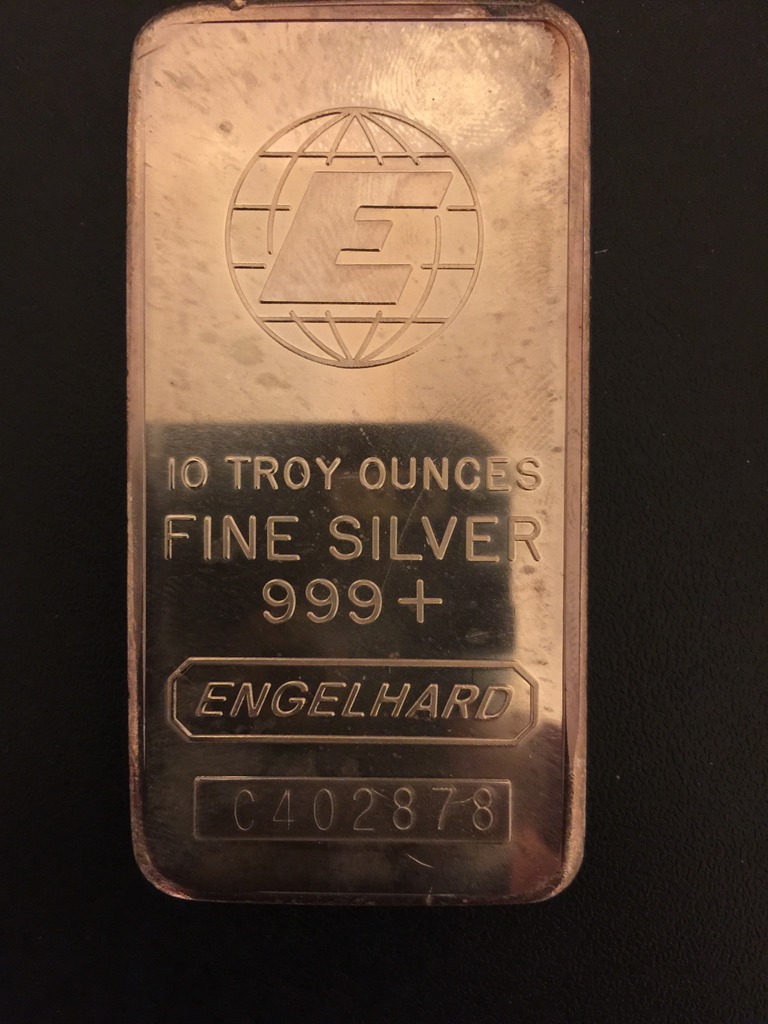 E
10 TROY OUNCES
FINE SILVER
999+
ENGELHARD
C402878